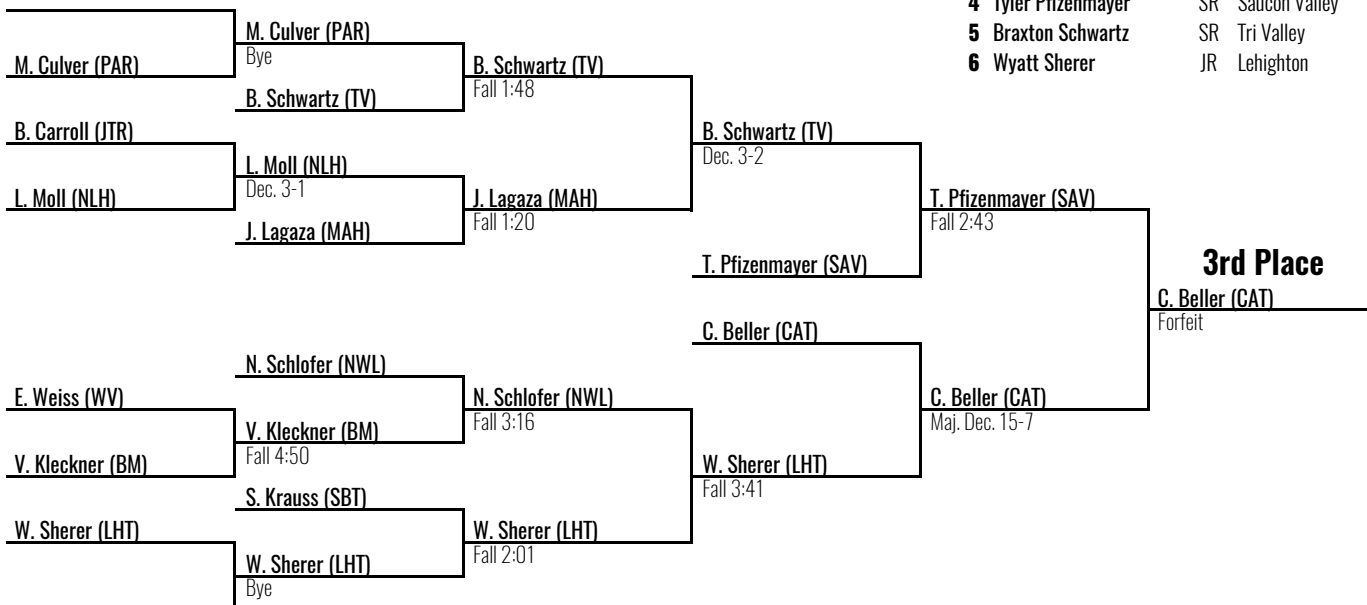 4 Tyler Pfizenmayer SR Saucon Valley
5 Braxton Schwartz SR Tri Valley
6 Wyatt Sherer JR Lehighton
M. Culver (PAR)
M. Culver (PAR)
Bye
B. Schwartz (TV)
B. Schwartz (TV)
Fall 1:48
B. Carroll (JTR)
L. Moll (NLH)
L. Moll (NLH)
Dec. 3-1
J. Lagaza (MAH)
J. Lagaza (MAH)
Fall 1:20
B. Schwartz (TV)
Dec. 3-2
T. Pfizenmayer (SAV)
T. Pfizenmayer (SAV)
Fall 2:43
3rd Place
C. Beller (CAT)
Forfeit
C. Beller (CAT)
C. Beller (CAT)
Maj. Dec. 15-7
N. Schlofer (NWL)
E. Weiss (WV)
V. Kleckner (BM)
V. Kleckner (BM)
Fall 4:50
N. Schlofer (NWL)
Fall 3:16
W. Sherer (LHT)
Fall 3:41
S. Krauss (SBT)
W. Sherer (LHT)
W. Sherer (LHT)
Bye
W. Sherer (LHT)
Fall 2:01